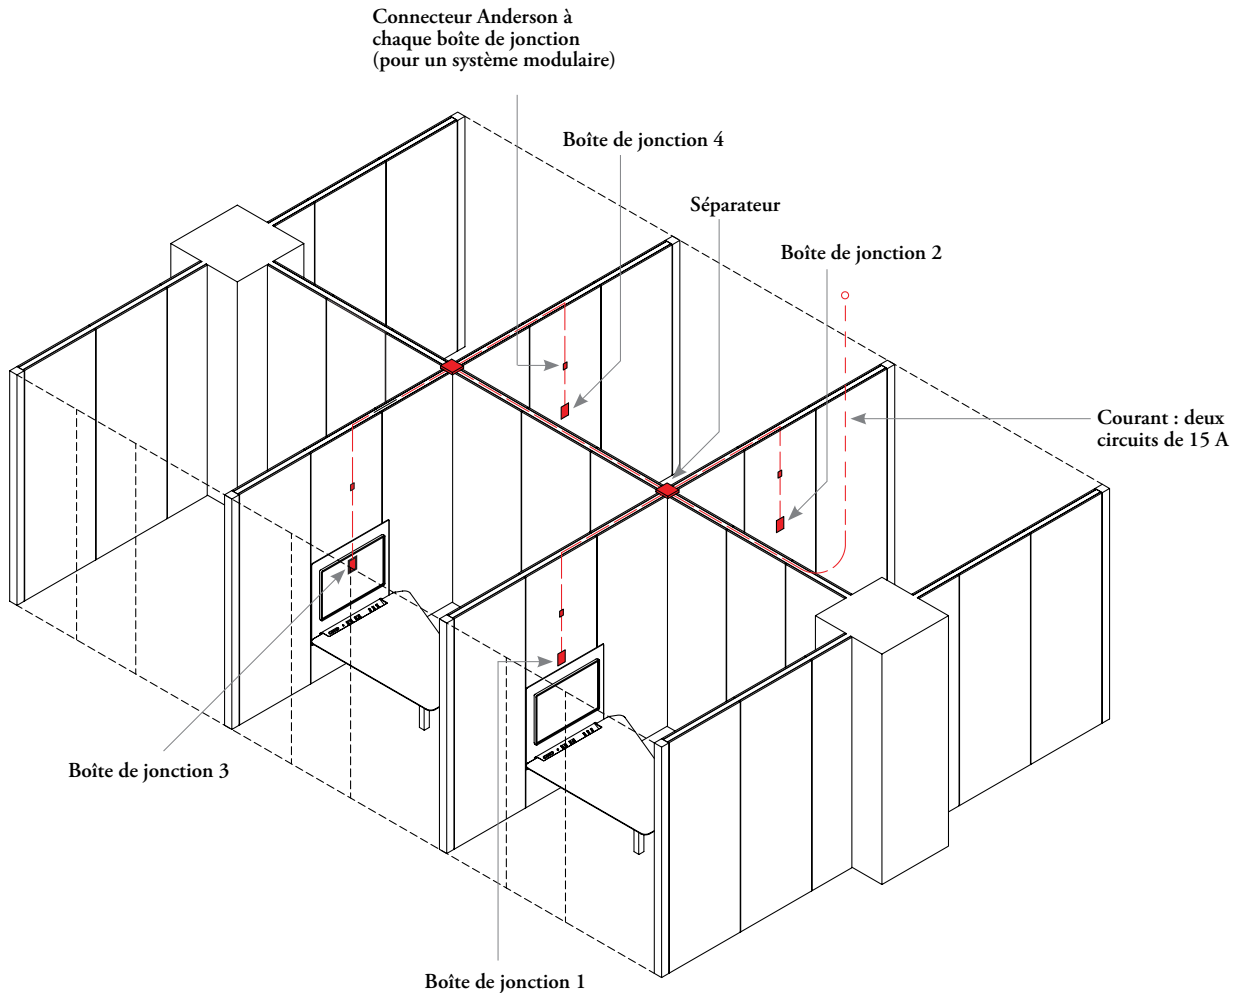 Connecteur Anderson à
chaque boîte de jonction
(pour un système modulaire)
Boîte de jonction 4
Séparateur
Boîte de jonction 2
Courant : deux
circuits de 15 A
Boîte de jonction 3
Boîte de jonction 1